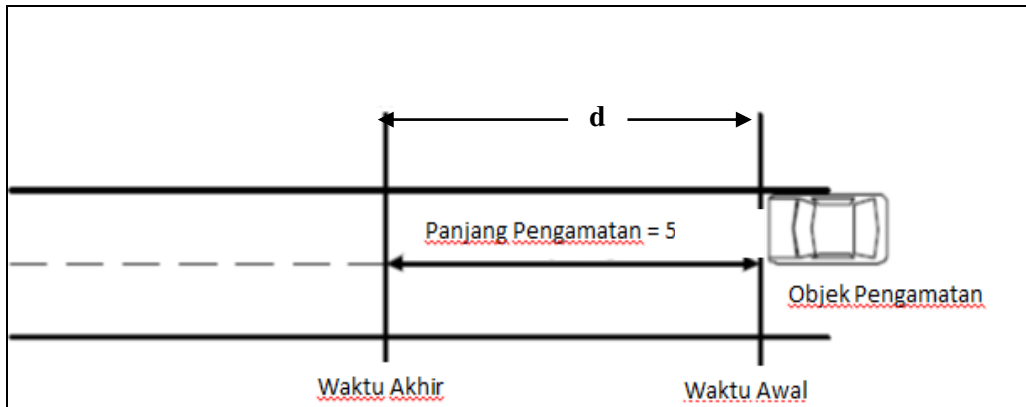 d
Panjang Pengamatan = 5
Objek Pengamatan
Waktu Akhir
Waktu Awal